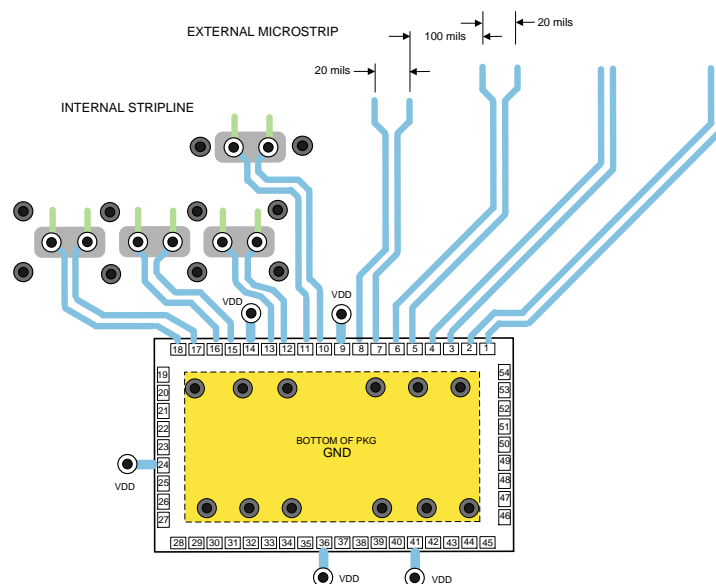 EXTERNAL MICROSTRIP
20 mils
100 mils
20 mils
INTERNAL STRIPLINE
VDD
VDD
18 17 16 15 14 13 12 11 10 9 8 7 6 5 4 3 2 1
19
20
21
22
23
24
25
26
27
54
53
52
51
50
49
48
47
46
BOTTOM OF PKG
GND
VDD
28 29 30 31 32 33 34 35 36 37 38 39 40 41 42 43 44 45
VDD
VDD